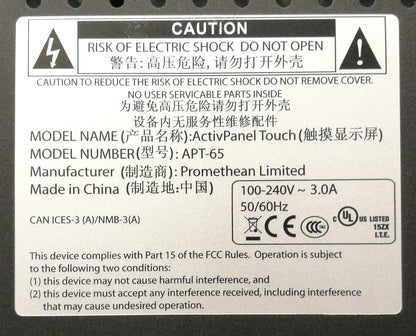 CAUTION
RISK OF ELECTRIC SHOCK DO NOT OPEN
警告: 高压危险, 请勿打开外壳
CAUTION TO REDUCE THE RISK OF ELECTRIC SHOCK DO NOT REMOVE COVER.
NO USER SERVICABLE PARTS INSIDE
为避免高压危险请勿打开外壳
设备内无服务性维修配件
MODEL NAME (产品名称):ActivPanel Touch (触摸显示屏)
MODEL NUMBER (型号): APT-65
Manufacturer (制造商): Promethean Limited
Made in China (制造地:中国)
100-240V~ 3.0A
50/60Hz
CAN ICES-3 (A)/NMB-3(A)
CE CCC c UL US LISTED
15ZX
I.T.E.
This device complies with Part 15 of the FCC Rules. Operation is subject
to the following two conditions:
(1) this device may not cause harmful interference, and
(2) this device must accept any interference received, including interference
that may cause undesired operation.